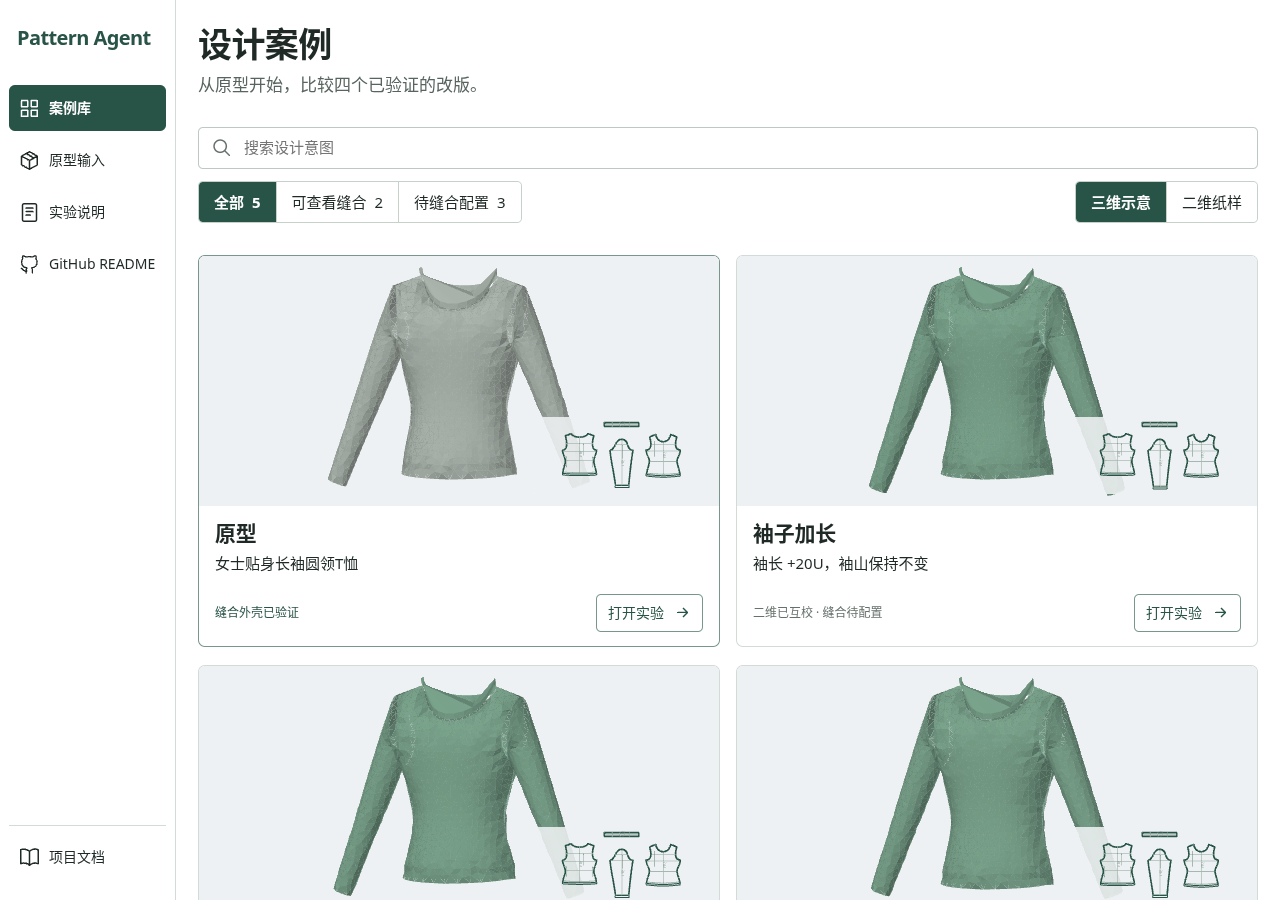 Pattern Agent
案例库
原型输入
实验说明
GitHub README
项目文档
设计案例
从原型开始，比较四个已验证的改版。
搜索设计意图
全部 5
可查看缝合 2
待缝合配置 3
三维示意
二维纸样
原型
女士贴身长袖圆领T恤
缝合外壳已验证
打开实验
袖子加长
袖长 +20U，袖山保持不变
二维已互校 · 缝合待配置
打开实验